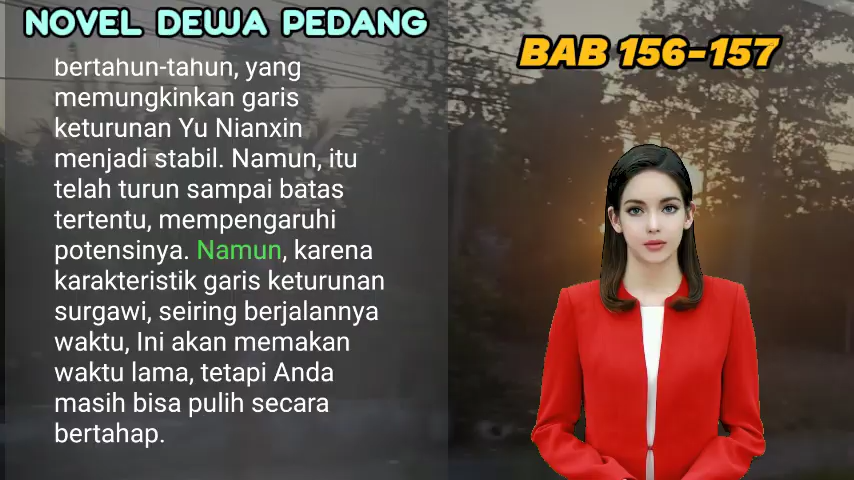 NOVEL DEWA PEDANG
BAB 156-157
bertahun-tahun, yang
memungkinkan garis
keturunan Yu Nianxin
menjadi stabil. Namun, itu
telah turun sampai batas
tertentu, mempengaruhi
potensinya. Namun, karena
karakteristik garis keturunan
surgawi, seiring berjalannya
waktu, Ini akan memakan
waktu lama, tetapi Anda
masih bisa pulih secara
bertahap.